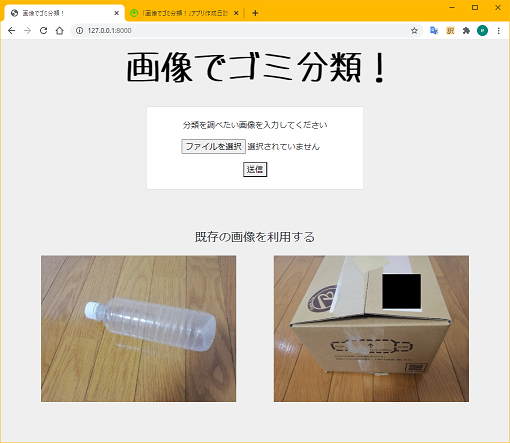 画像でゴミ分類！
「画像でゴミ分類！」アプリ作成日記
127.0.0.1:8000
画像でゴミ分類！
分類を調べたい画像を入力してください
ファイルを選択 選択されていません
送信
既存の画像を利用する